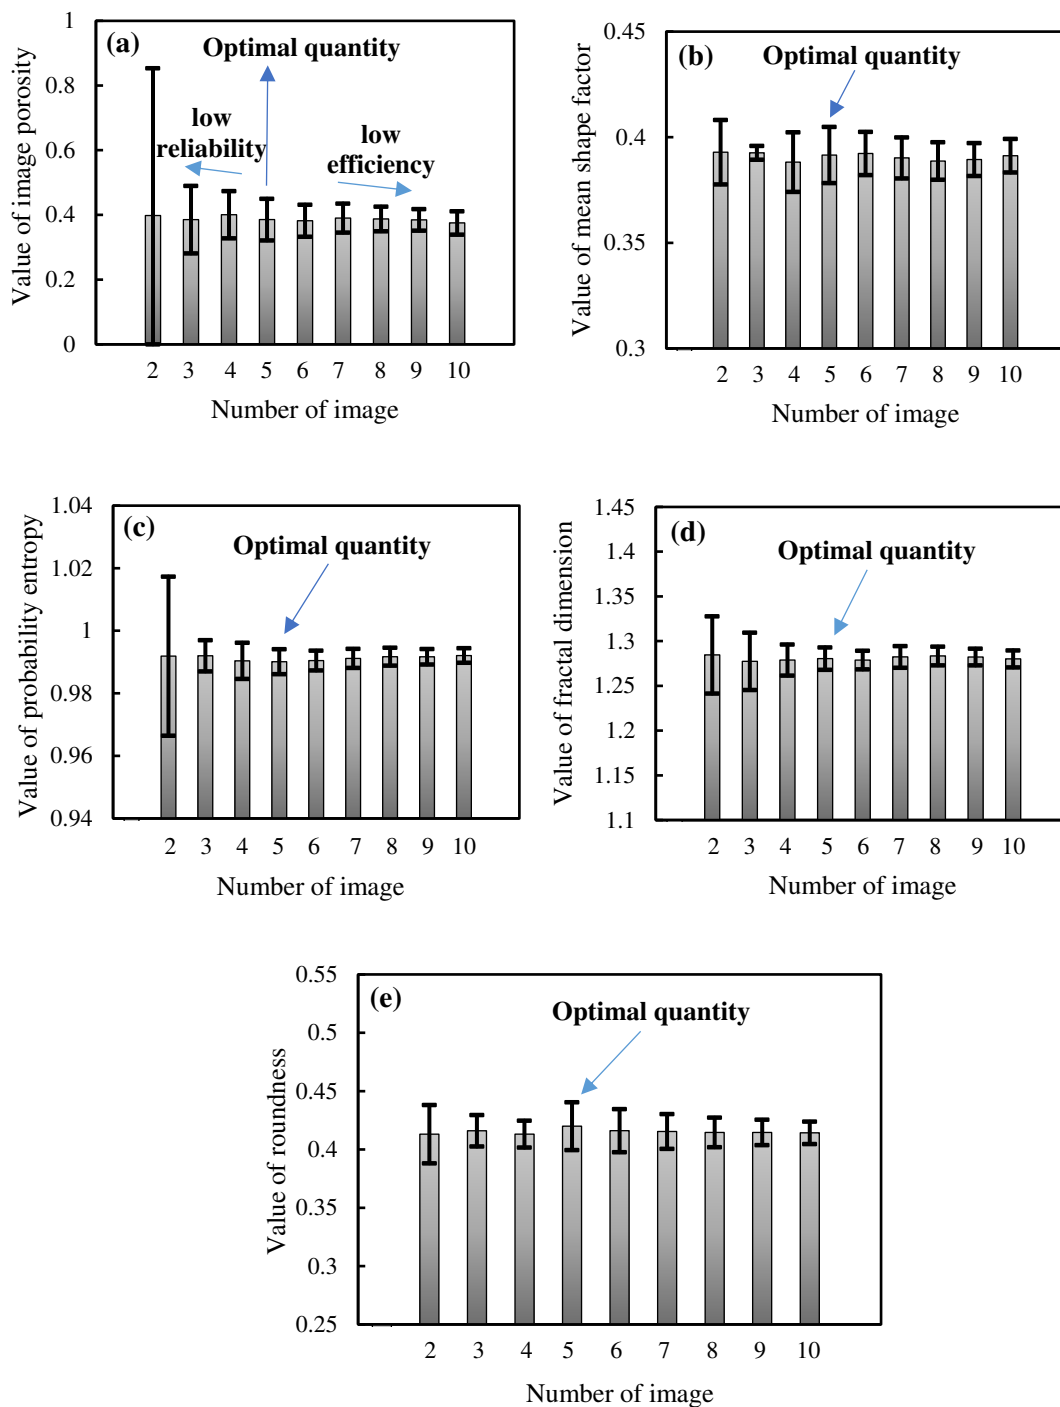 (a)
Optimal quantity
low
reliability
low
efficiency
Value of image porosity
1
0.8
0.6
0.4
0.2
0
2 3 4 5 6 7 8 9 10
Number of image
(b)
Optimal quantity
Value of mean shape factor
0.45
0.4
0.35
0.3
2 3 4 5 6 7 8 9 10
Number of image
(c)
Optimal quantity
Value of probability entropy
1.04
1.02
1
0.98
0.96
0.94
2 3 4 5 6 7 8 9 10
Number of image
(d)
Optimal quantity
Value of fractal dimension
1.45
1.4
1.35
1.3
1.25
1.2
1.15
1.1
2 3 4 5 6 7 8 9 10
Number of image
(e)
Optimal quantity
Value of roundness
0.55
0.5
0.45
0.4
0.35
0.3
0.25
2 3 4 5 6 7 8 9 10
Number of image